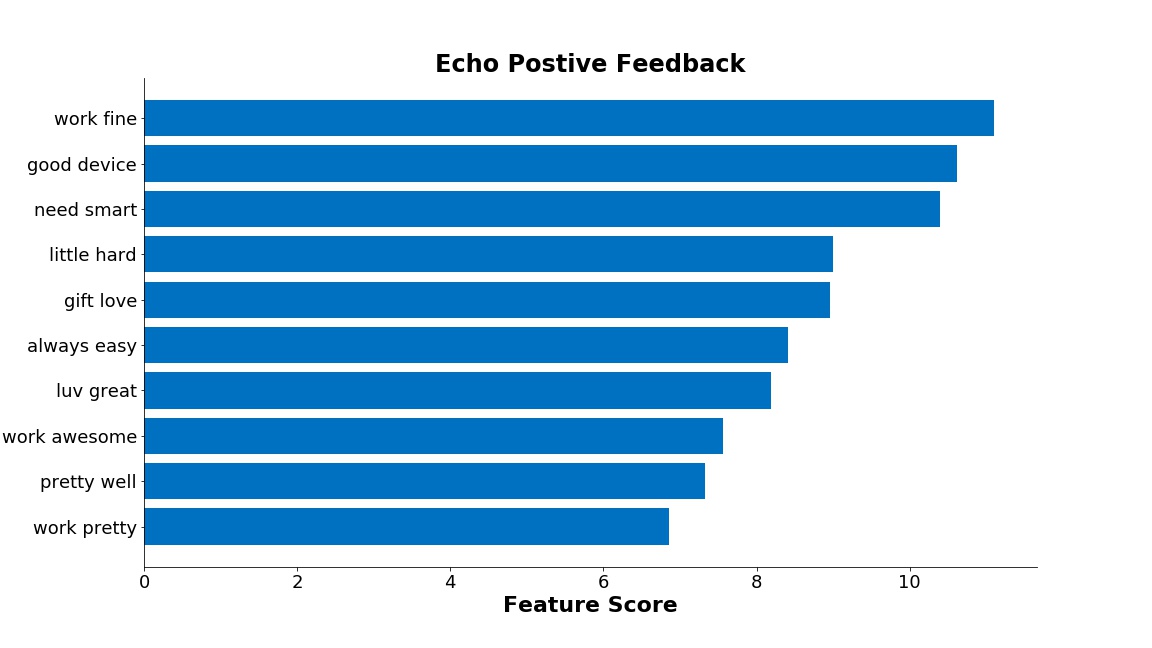 Echo Postive Feedback
work fine
good device
need smart
little hard
gift love
always easy
luv great
work awesome
pretty well
work pretty
0 2 4 6 8 10
Feature Score